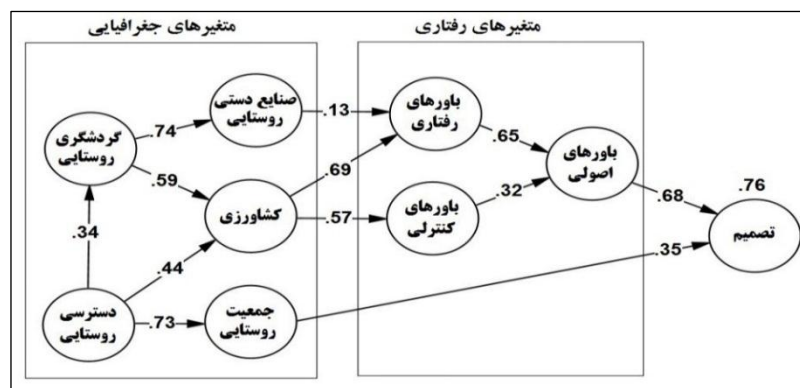 متغیرهای رفتاری
متغیرهای جغرافیایی
صنایع دستی
روستایی
.13
باورهای
رفتاری
گردشگری
روستایی
.74
.65
باورهای
اصولی
.59
.69
.76
.68
کشاورزی
.57
باورهای
کنترلی
.32
تصمیم
.34
.44
.35
دسترسی
روستایی
.73
جمعیت
روستایی